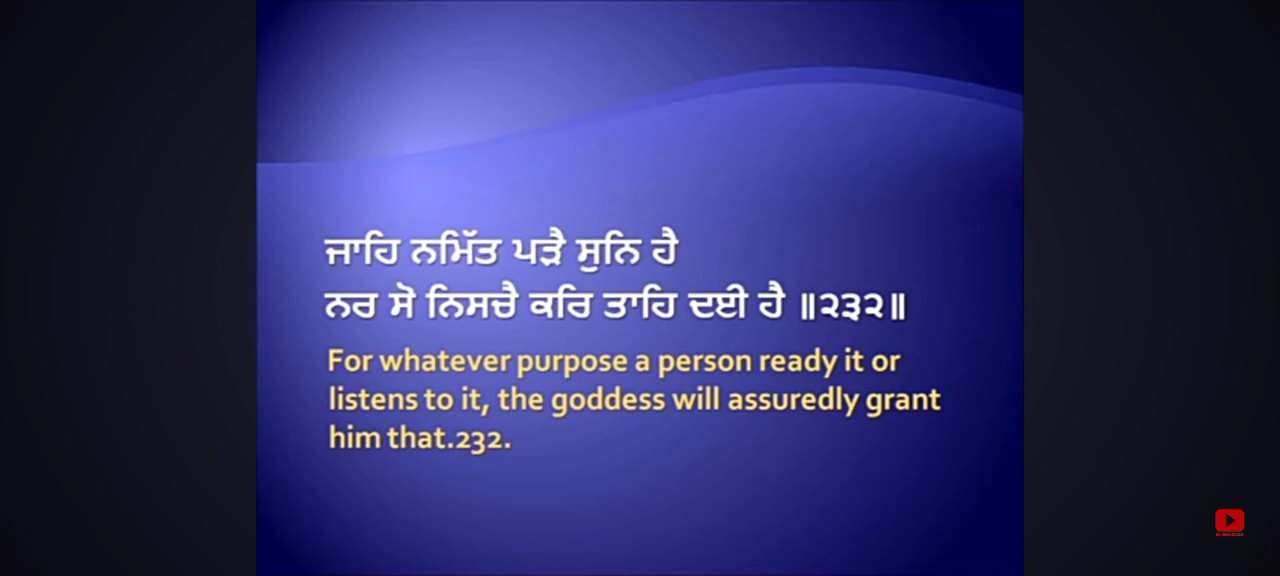 ਜਾਹਿ ਨਮਿੱਤ ਪੜੈ ਸੁਨਿ ਹੈ
ਨਰ ਸੋ ਨਿਸਚੈ ਕਰਿ ਤਾਹਿ ਦਈ ਹੈ ॥੨੩੨॥
For whatever purpose a person ready it or
listens to it, the goddess will assuredly grant
him that.232.